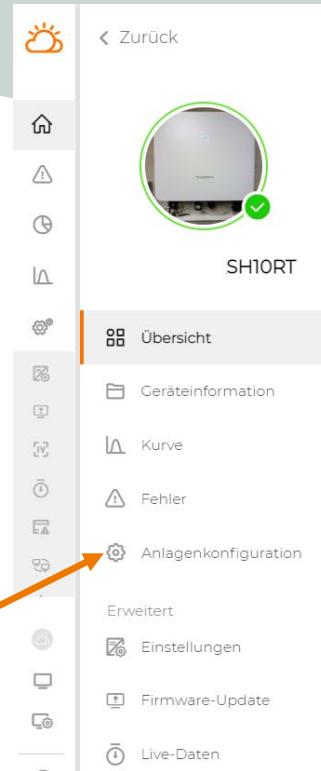 Zurück
SH10RT
Übersicht
Geräteinformation
Kurve
Fehler
Anlagenkonfiguration
Erweitert
Einstellungen
Firmware-Update
Live-Daten